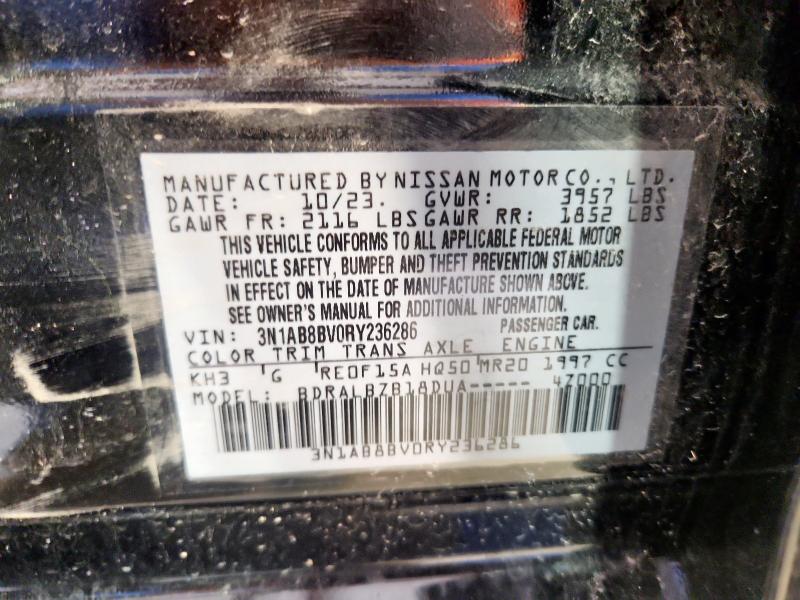 MANUFACTURED BY NISSAN MOTOR CO., LTD.
DATE: 10/23. GVWR: 3957 LBS
GAWR FR: 2116 LBS GAWR RR: 1852 LBS
THIS VEHICLE CONFORMS TO ALL APPLICABLE FEDERAL MOTOR
VEHICLE SAFETY, BUMPER AND THEFT PREVENTION STANDARDS
IN EFFECT ON THE DATE OF MANUFACTURE SHOWN ABOVE.
SEE OWNER'S MANUAL FOR ADDITIONAL INFORMATION.
VIN: 3N1AB8BV0RY236286 PASSENGER CAR.
COLOR TRIM TRANS AXLE ENGINE
KH3 G RE0F15A HQ50 MR20 1997 CC
MODEL: BDRALBZB18DUA----- 4Z000
3N1AB8BV0RY236286